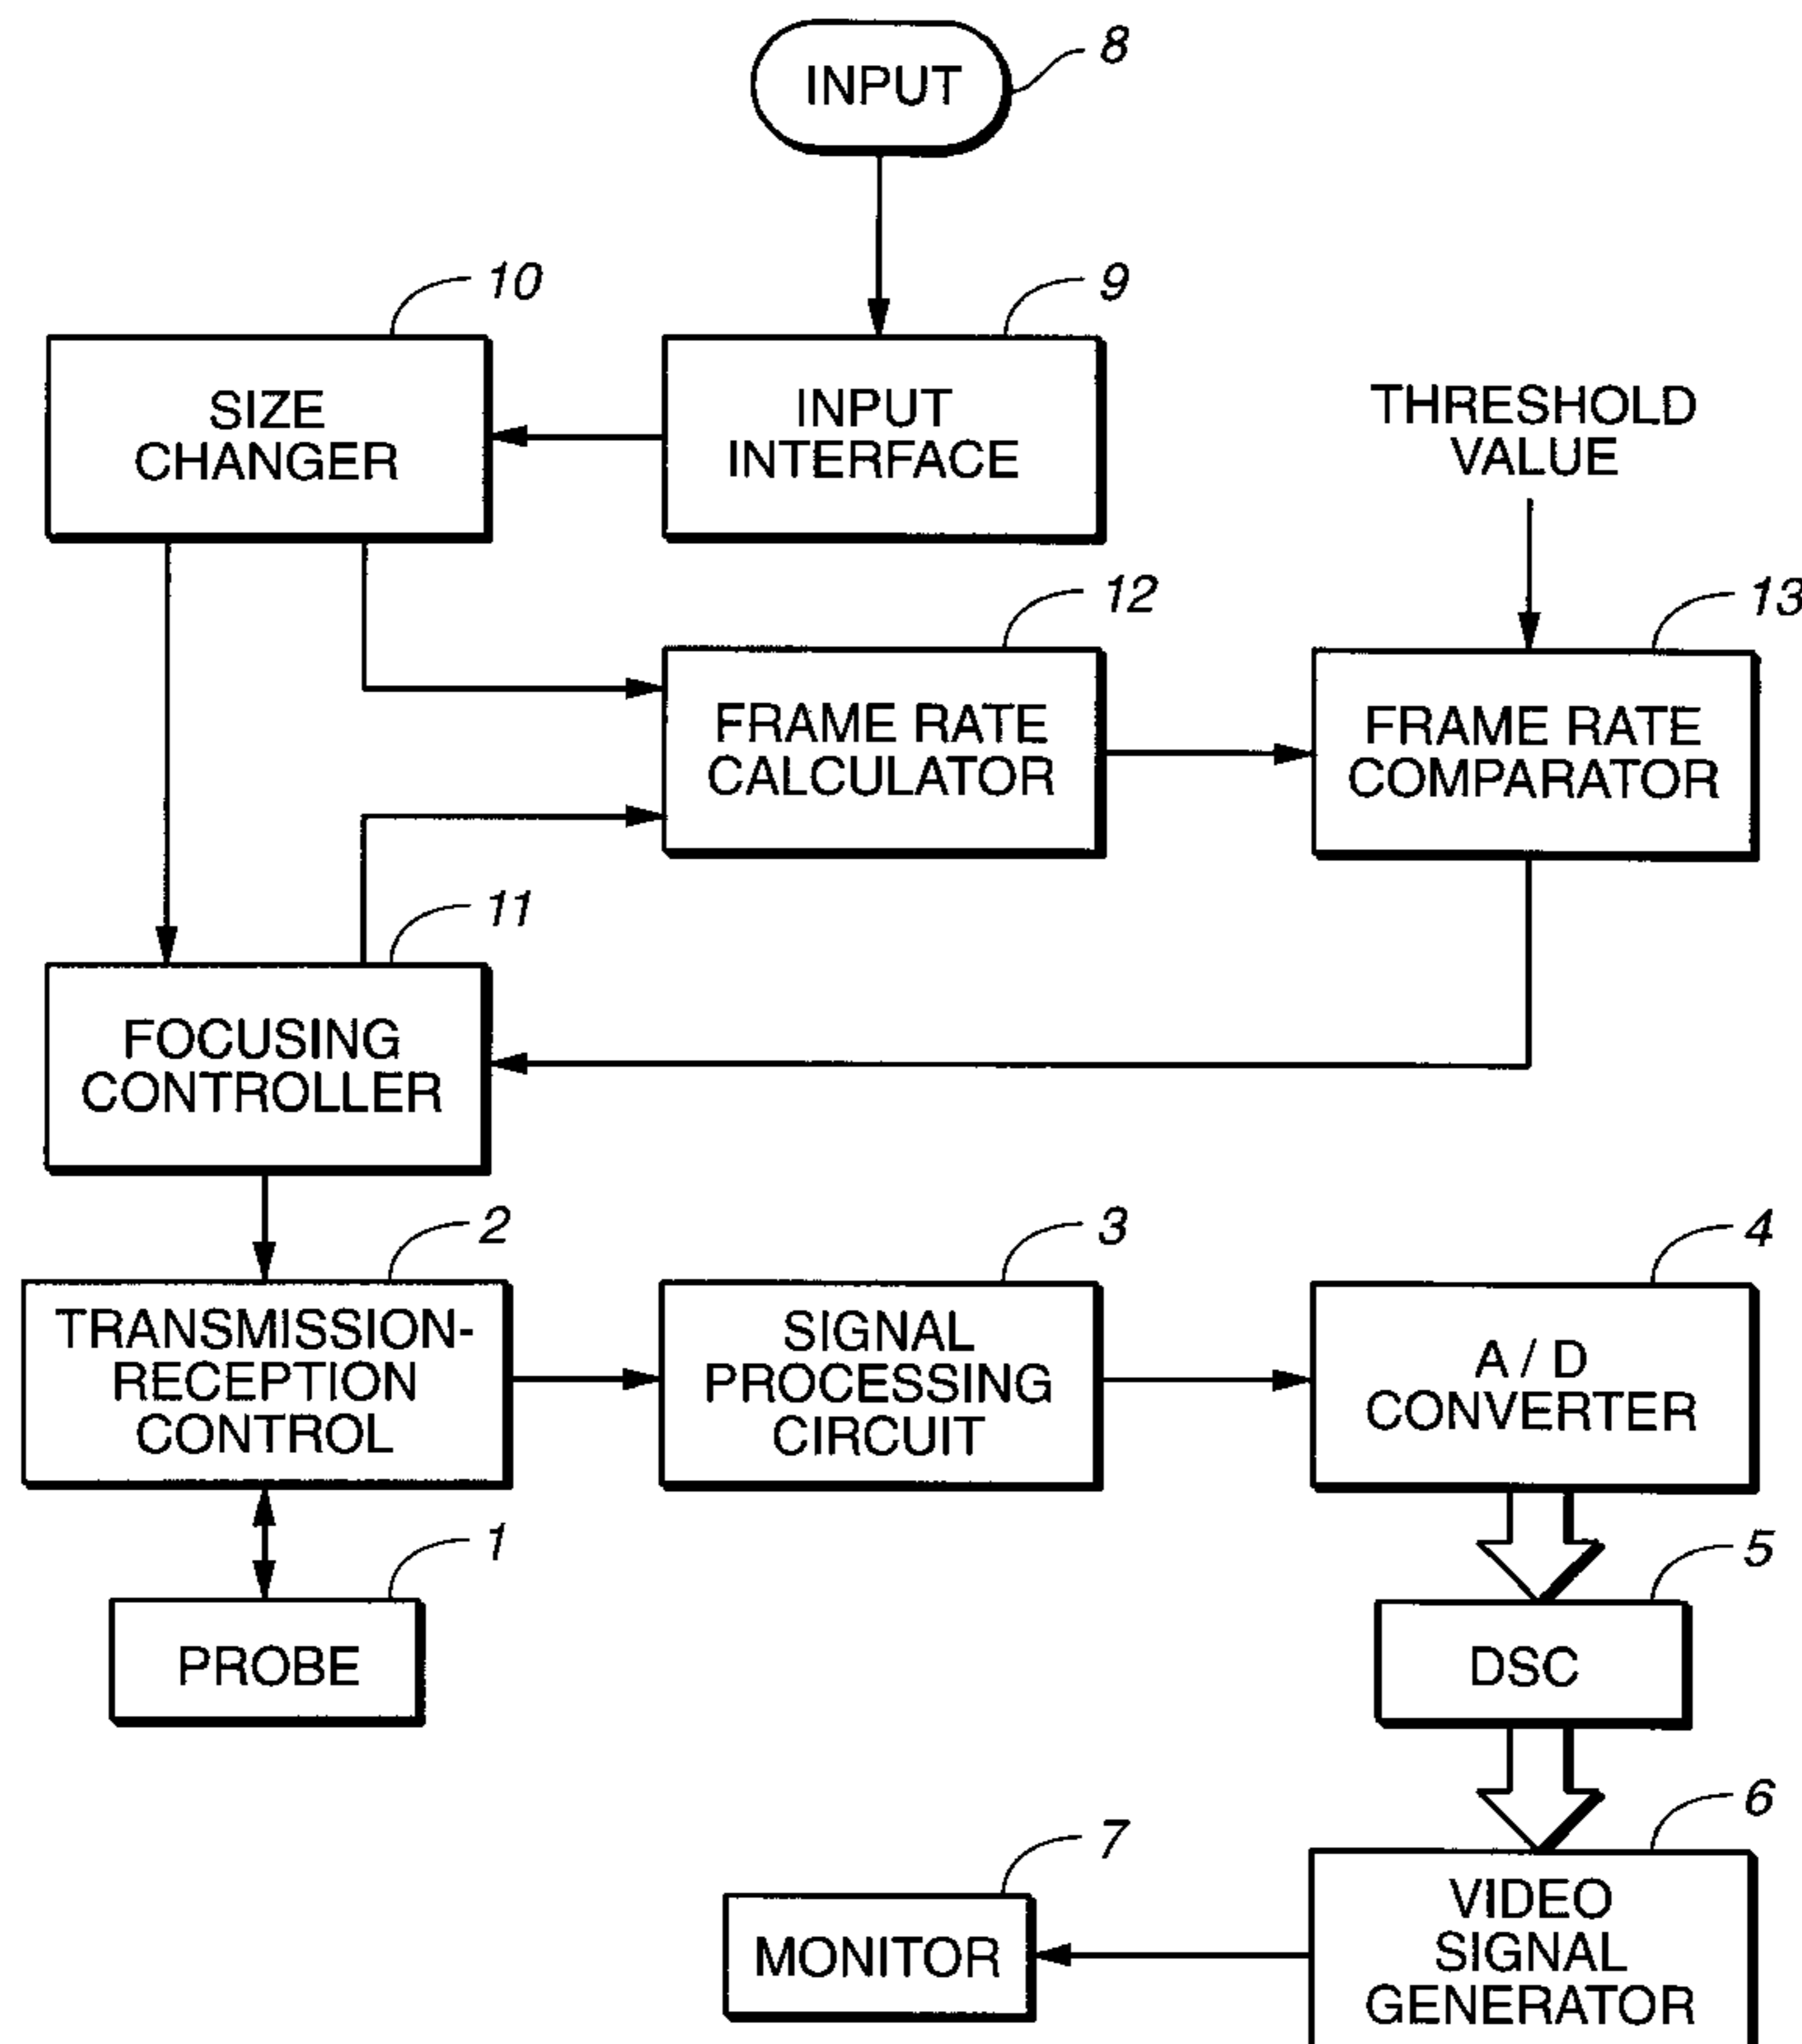 INPUT
8
10
9
SIZE
CHANGER
INPUT
INTERFACE
THRESHOLD
VALUE
12
13
FRAME RATE
CALCULATOR
FRAME RATE
COMPARATOR
11
FOCUSING
CONTROLLER
2
3
4
TRANSMISSION-
RECEPTION
CONTROL
SIGNAL
PROCESSING
CIRCUIT
A / D
CONVERTER
1
5
PROBE
DSC
7
6
MONITOR
VIDEO
SIGNAL
GENERATOR